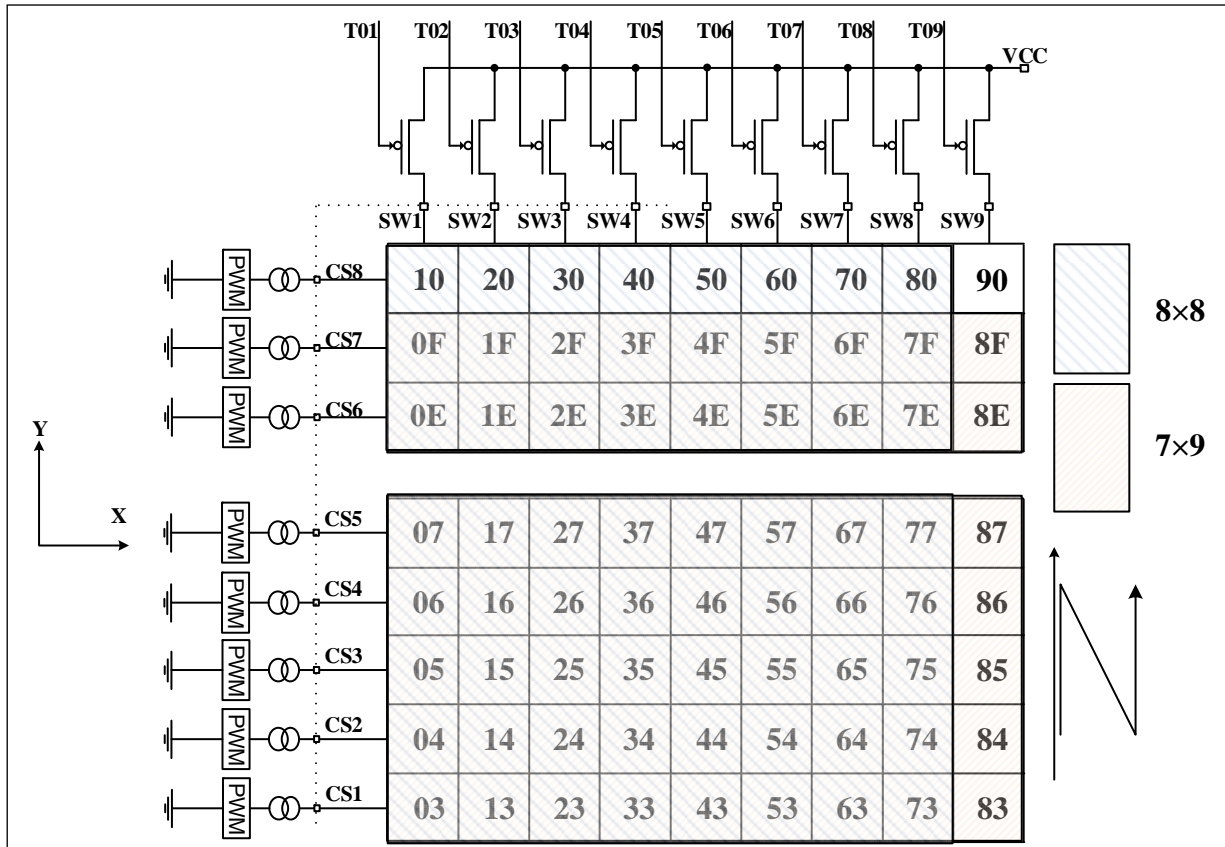 T01 T02 T03 T04 T05 T06 T07 T08 T09
VCC
SW1 SW2 SW3 SW4 SW5 SW6 SW7 SW8 SW9
PWM CS8 10 20 30 40 50 60 70 80 90
8×8
PWM CS7 0F 1F 2F 3F 4F 5F 6F 7F 8F
PWM CS6 0E 1E 2E 3E 4E 5E 6E 7E 8E
7×9
Y
X
PWM CS5 07 17 27 37 47 57 67 77 87
PWM CS4 06 16 26 36 46 56 66 76 86
PWM CS3 05 15 25 35 45 55 65 75 85
PWM CS2 04 14 24 34 44 54 64 74 84
PWM CS1 03 13 23 33 43 53 63 73 83